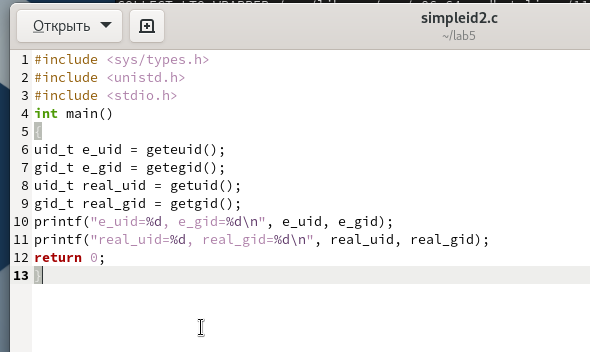 Открыть
simpleid2.c
~/lab5
1 #include <sys/types.h>
2 #include <unistd.h>
3 #include <stdio.h>
4 int main()
5 {
6 uid_t e_uid = geteuid();
7 gid_t e_gid = getegid();
8 uid_t real_uid = getuid();
9 gid_t real_gid = getgid();
10 printf("e_uid=%d, e_gid=%d\n", e_uid, e_gid);
11 printf("real_uid=%d, real_gid=%d\n", real_uid, real_gid);
12 return 0;
13 }